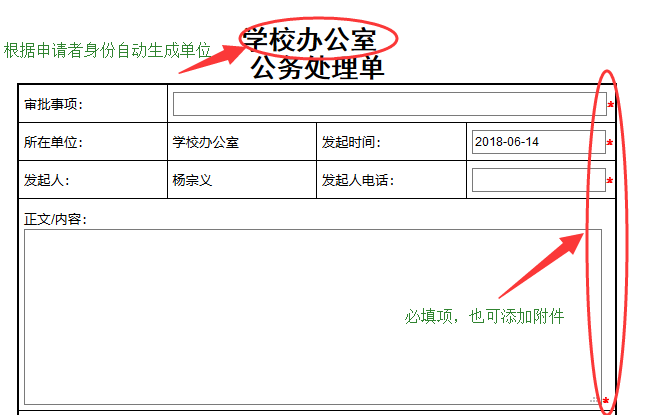 学校办公室
根据申请者身份自动生成单位
公务处理单
审批事项：
*
所在单位：
学校办公室
发起时间：
2018-06-14
*
发起人：
杨宗义
发起人电话：
*
正文/内容：
必填项，也可添加附件
*